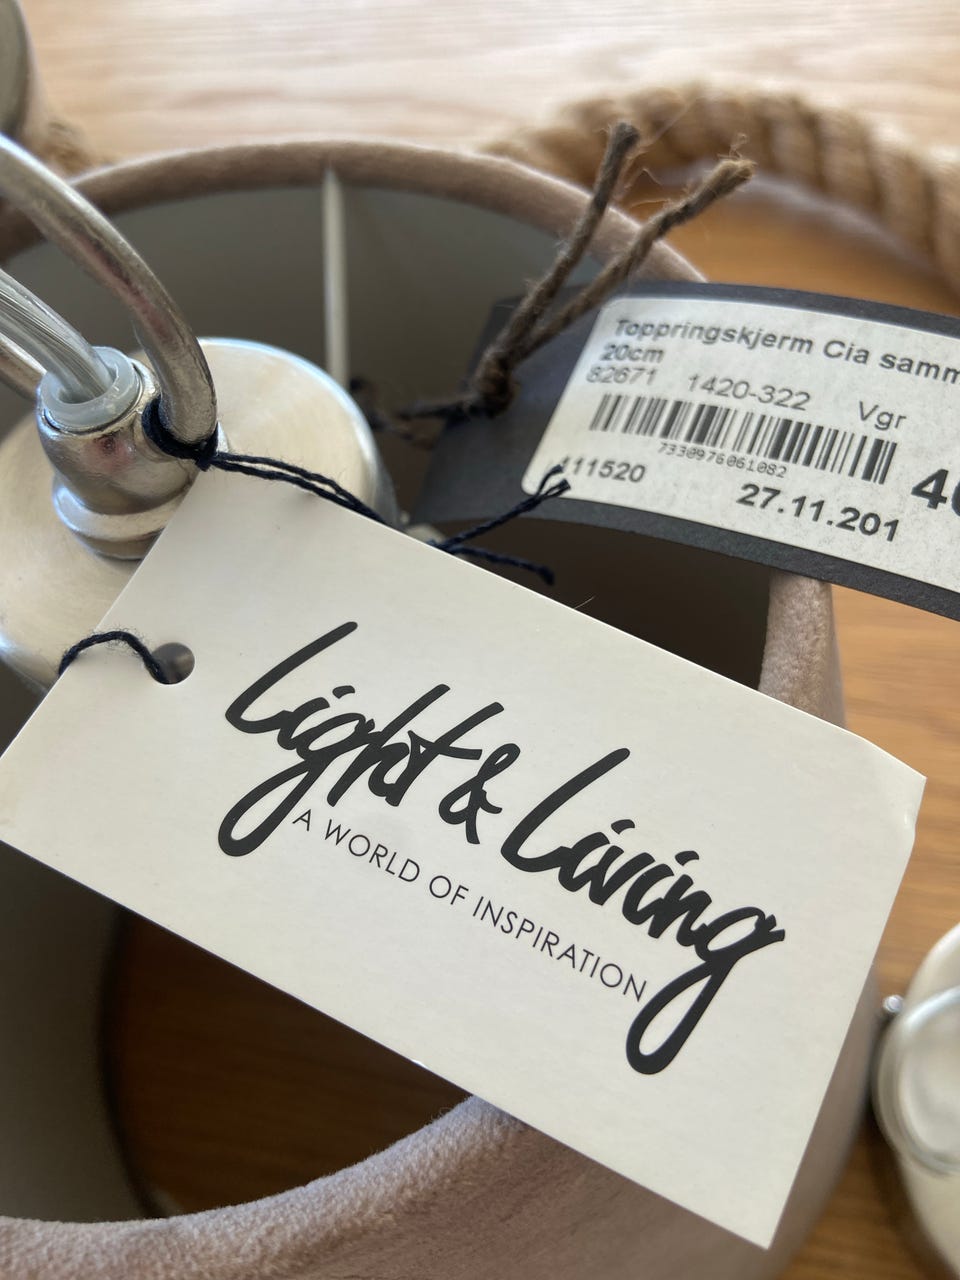 Toppringskjerm Cia samm
20cm
82671 1420-322 Vgr
7330976061082
111520
27.11.201
Light & Living
A WORLD OF INSPIRATION